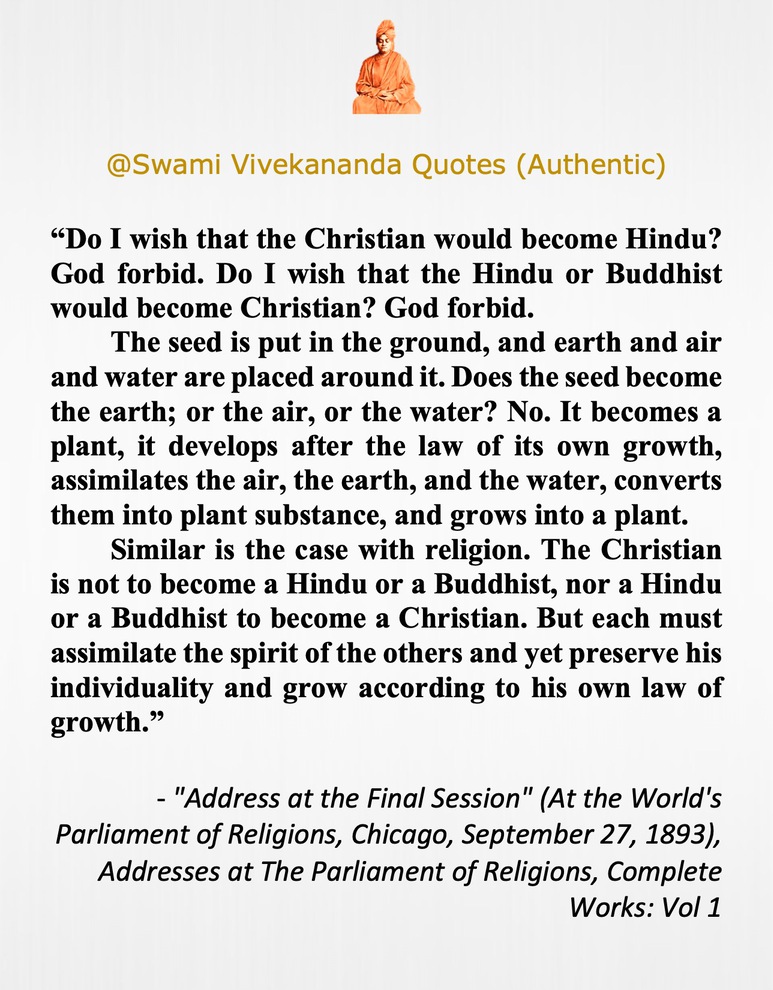 @Swami Vivekananda Quotes (Authentic)
“Do I wish that the Christian would become Hindu?
God forbid. Do I wish that the Hindu or Buddhist
would become Christian? God forbid.
The seed is put in the ground, and earth and air
and water are placed around it. Does the seed become
the earth; or the air, or the water? No. It becomes a
plant, it develops after the law of its own growth,
assimilates the air, the earth, and the water, converts
them into plant substance, and grows into a plant.
Similar is the case with religion. The Christian
is not to become a Hindu or a Buddhist, nor a Hindu
or a Buddhist to become a Christian. But each must
assimilate the spirit of the others and yet preserve his
individuality and grow according to his own law of
growth.”
- "Address at the Final Session" (At the World's
Parliament of Religions, Chicago, September 27, 1893),
Addresses at The Parliament of Religions, Complete
Works: Vol 1